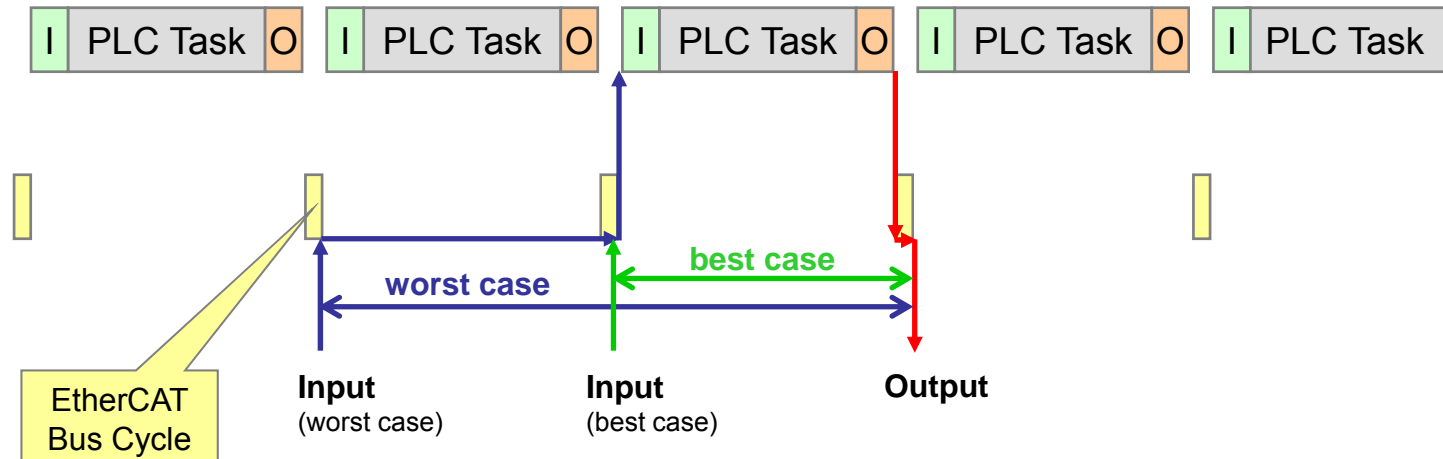 I PLC Task O I PLC Task O I PLC Task O I PLC Task O I PLC Task
best case
worst case
EtherCAT
Bus Cycle
Input
(worst case)
Input
(best case)
Output